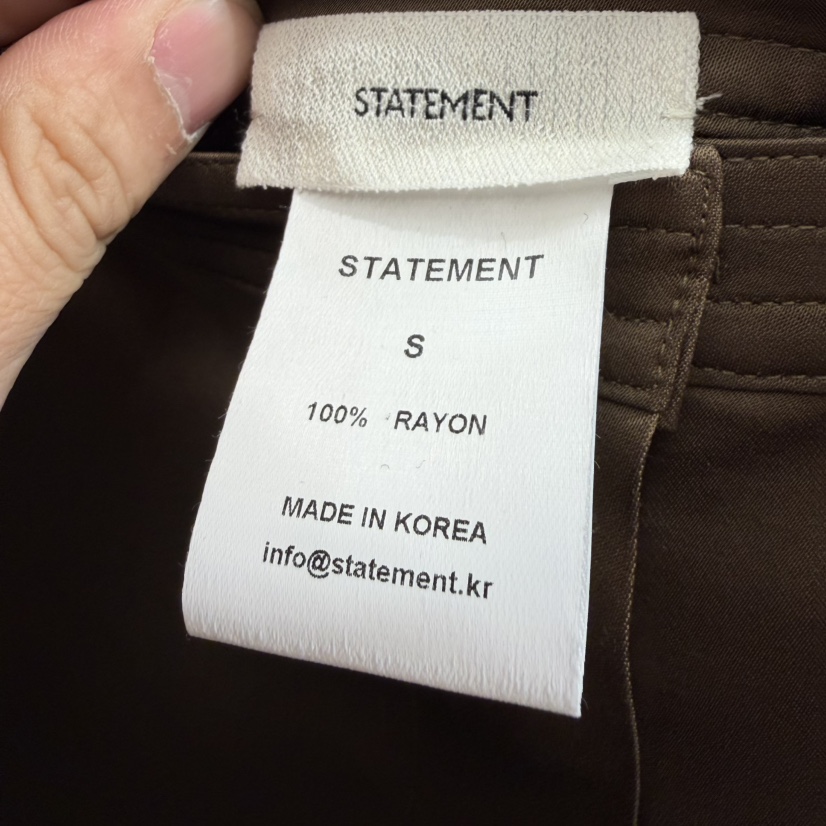 STATEMENT
STATEMENT
S
100% RAYON
MADE IN KOREA
info@statement.kr